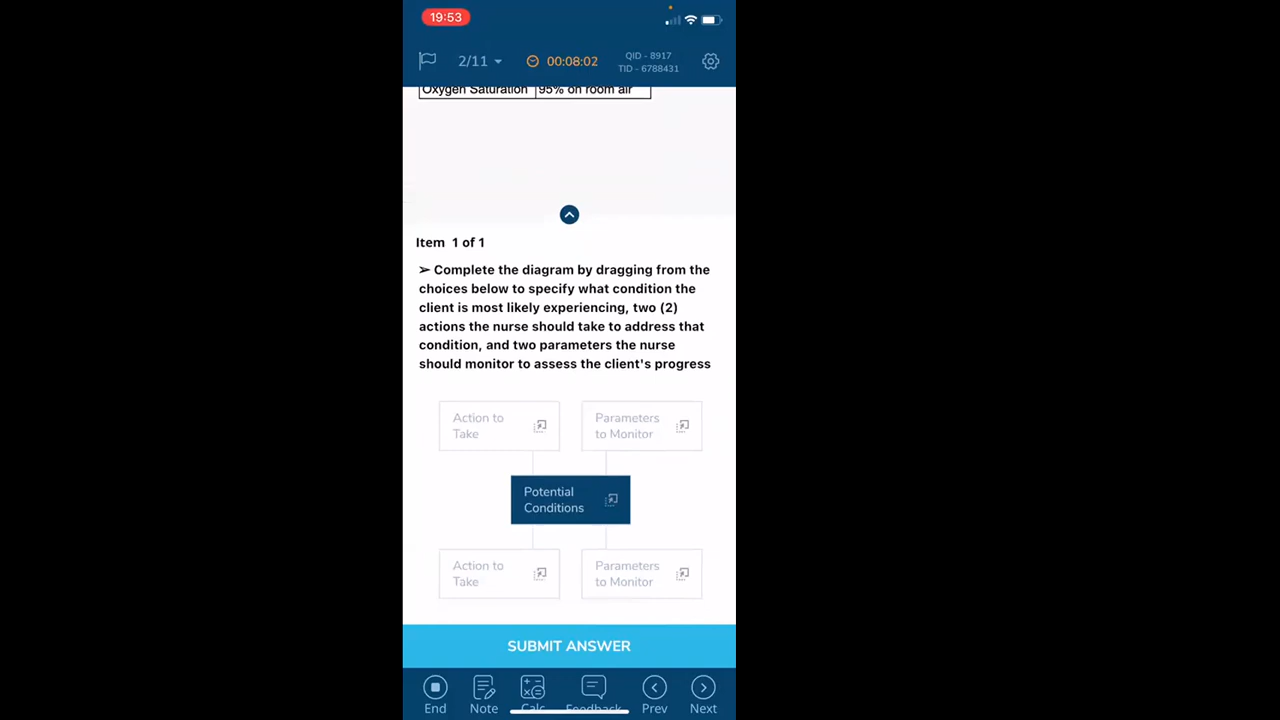 19:53
2/11
00:08:02
QID - 8917
TID - 6788431
Oxygen Saturation 95% on room air
Item 1 of 1
➢ Complete the diagram by dragging from the
choices below to specify what condition the
client is most likely experiencing, two (2)
actions the nurse should take to address that
condition, and two parameters the nurse
should monitor to assess the client's progress
Action to
Take
Parameters
to Monitor
Potential
Conditions
Action to
Take
Parameters
to Monitor
SUBMIT ANSWER
End Note Calc Feedback Prev Next